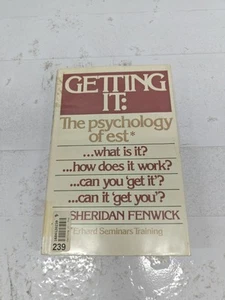 GETTING
IT:
The psychology
of est*
...what is it?
...how does it work?
...can you 'get it'?
...can it 'get you'?
SHERIDAN FENWICK
*Erhard Seminars Training
239